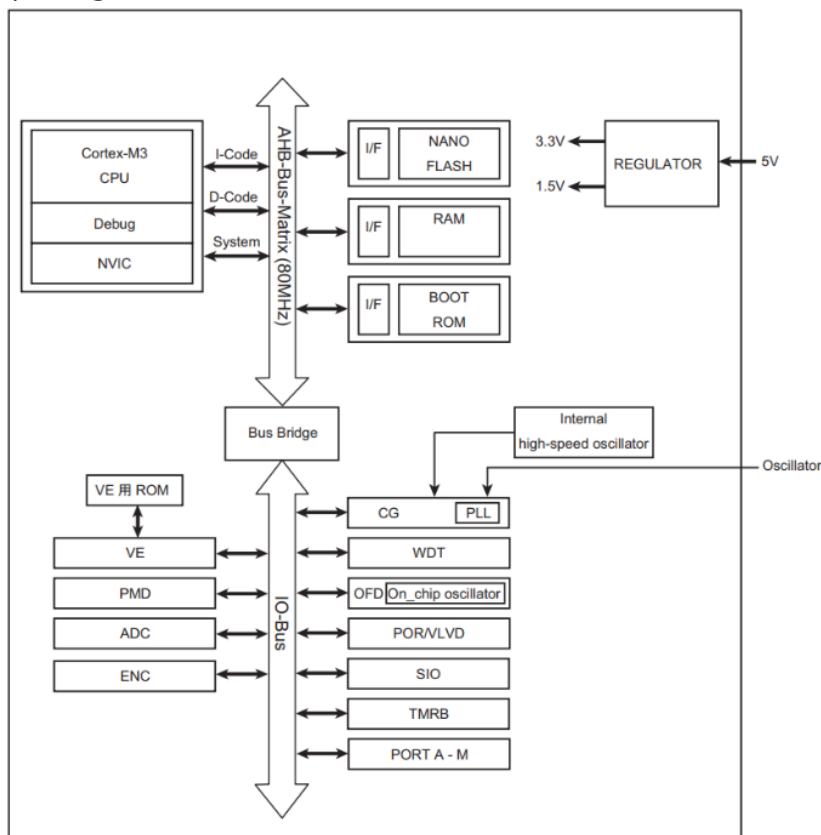 Cortex-M3
CPU
Debug
NVIC
I-Code
D-Code
System
AHB-Bus-Matrix (80MHz)
I/F
NANO
FLASH
I/F
RAM
I/F
BOOT
ROM
3.3V
1.5V
REGULATOR
5V
Bus Bridge
Internal
high-speed oscillator
Oscillator
VE 用 ROM
VE
PMD
ADC
ENC
IO-Bus
CG
PLL
WDT
OFD On_chip oscillator
POR/VLVD
SIO
TMRB
PORT A - M